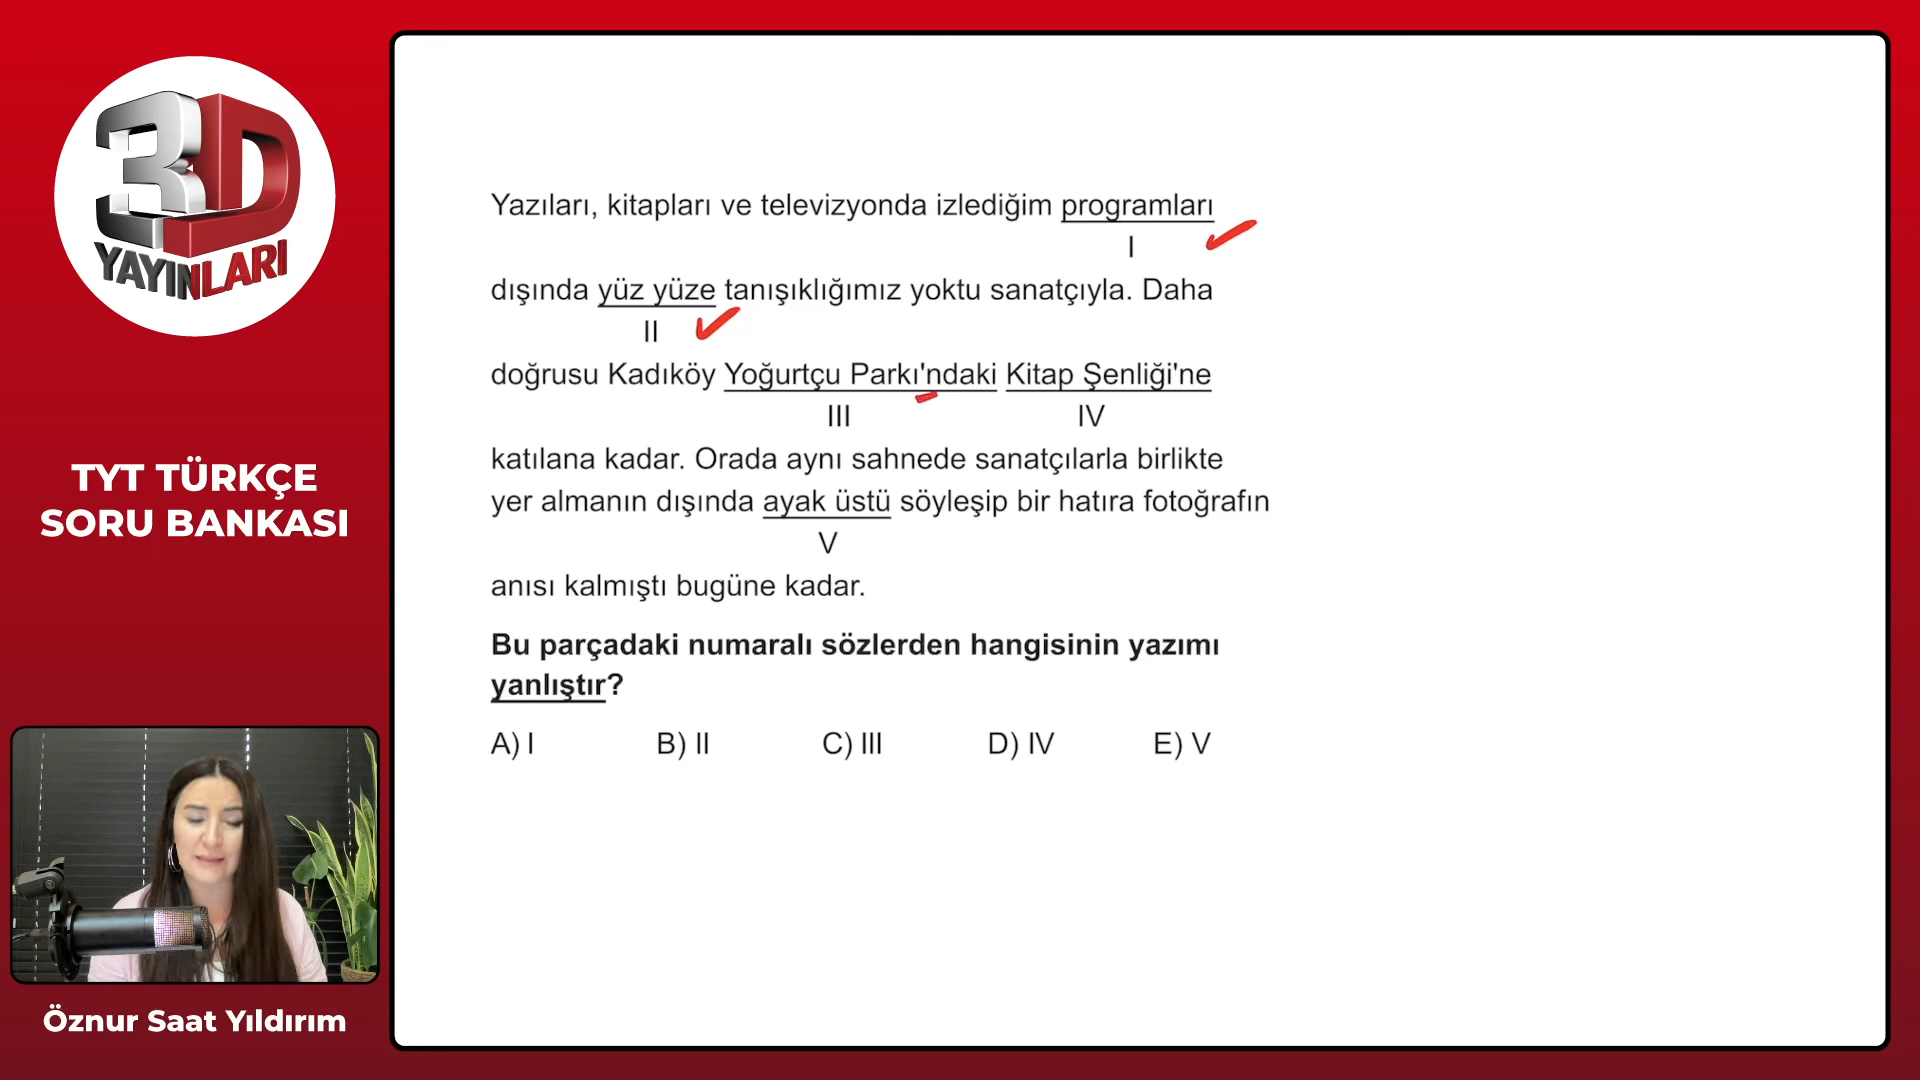 3D
YAYINLARI
TYT TÜRKÇE
SORU BANKASI
Öznur Saat Yıldırım
Yazıları, kitapları ve televizyonda izlediğim programları
I
dışında yüz yüze tanışıklığımız yoktu sanatçıyla. Daha
II
doğrusu Kadıköy Yoğurtçu Parkı'ndaki Kitap Şenliği'ne
III IV
katılana kadar. Orada aynı sahnede sanatçılarla birlikte
yer almanın dışında ayak üstü söyleşip bir hatıra fotoğrafın
V
anısı kalmıştı bugüne kadar.
Bu parçadaki numaralı sözlerden hangisinin yazımı
yanlıştır?
A) I B) II C) III D) IV E) V